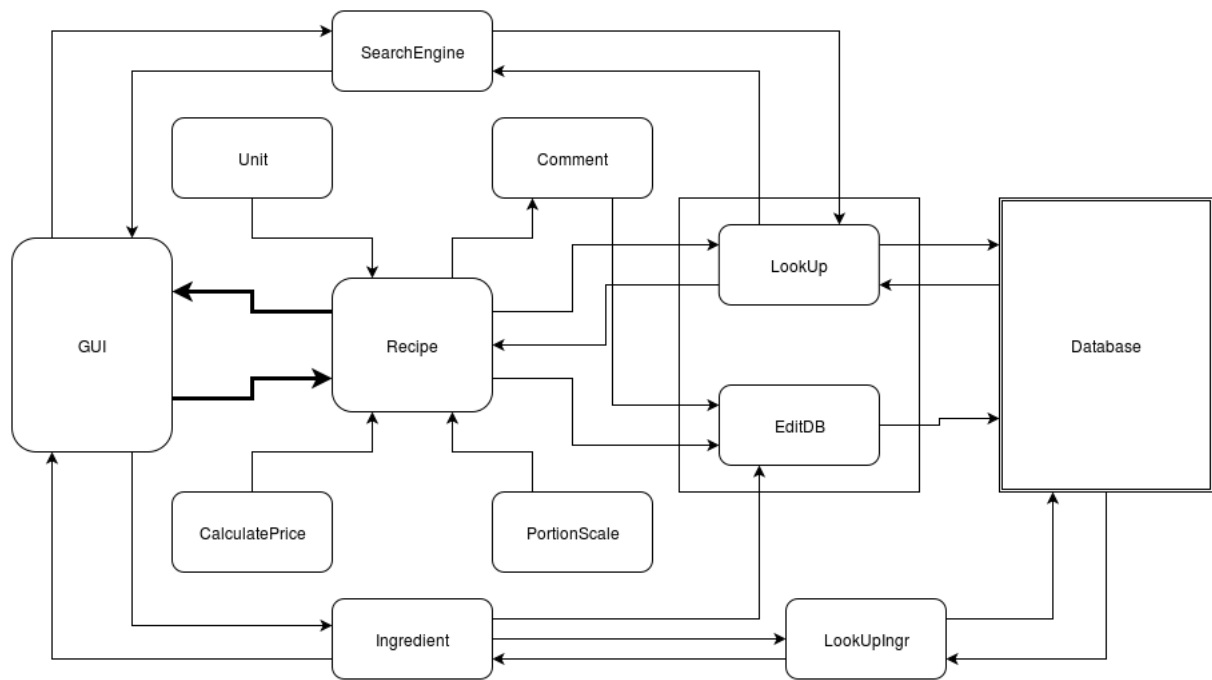 SearchEngine
Unit
Comment
LookUp
GUI
Recipe
Database
EditDB
CalculatePrice
PortionScale
Ingredient
LookUpIngr